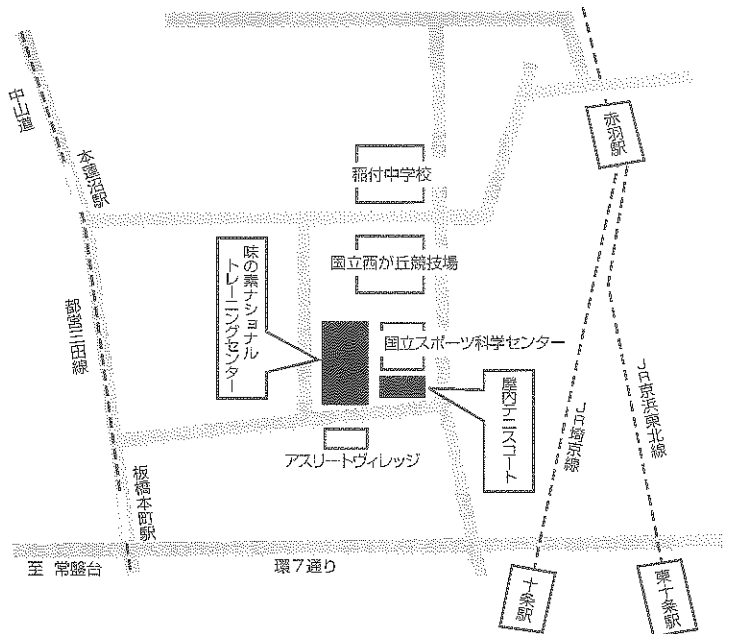 中山道
本蓮沼駅
都営三田線
板橋本町駅
至 常盤台
環7通り
稲付中学校
国立西が丘競技場
味の素ナショナル
トレーニングセンター
国立スポーツ科学センター
屋内テニスコート
アスリートヴィレッジ
赤羽駅
JR埼京線
JR京浜東北線
十条駅
東十条駅